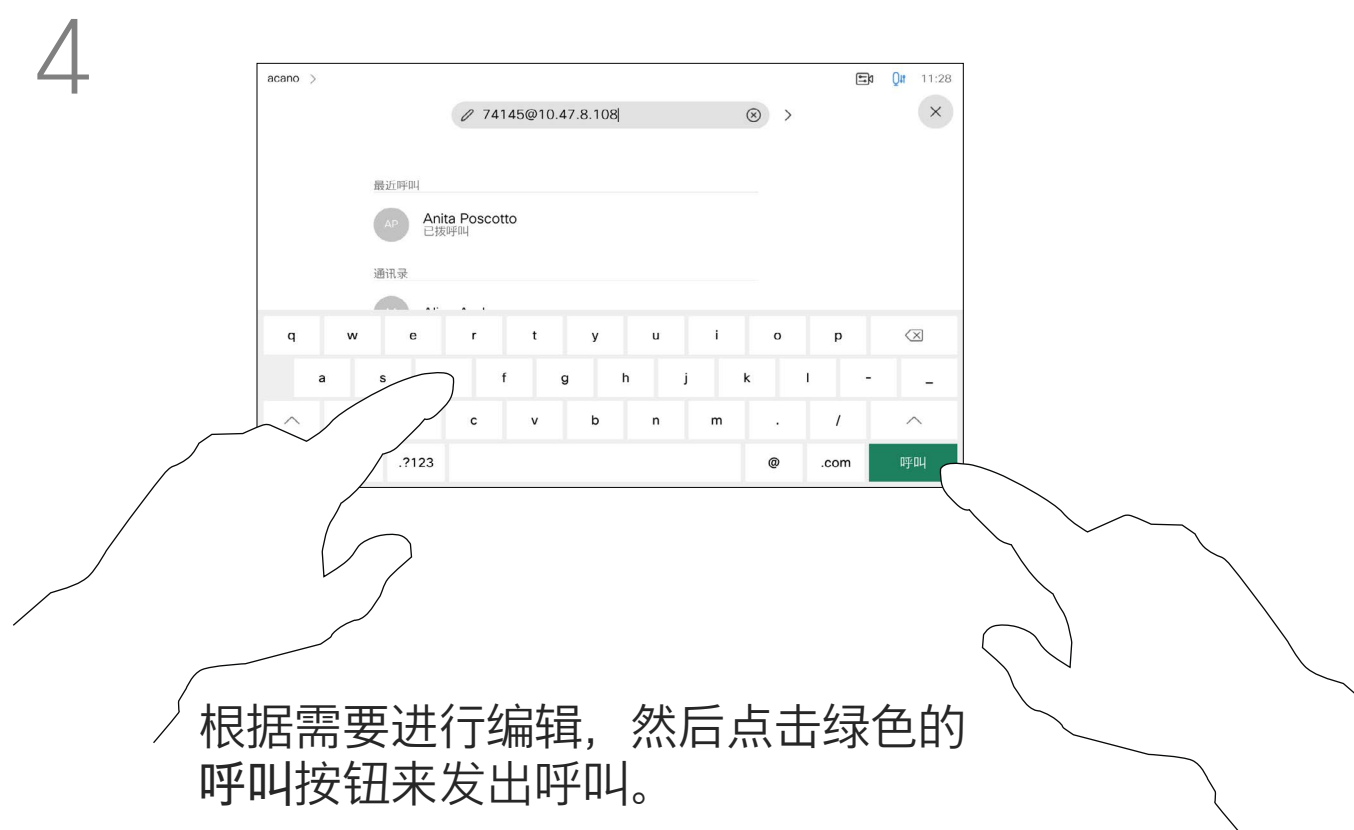 4
acano >
11:28
74145@10.47.8.108
最近呼叫
AP
Anita Poscotto
已拨呼叫
通讯录
q w e r t y u i o p
a s f g h j k l - _
c v b n m . /
.?123 @ .com 呼叫
根据需要进行编辑，然后点击绿色的
呼叫按钮来发出呼叫。